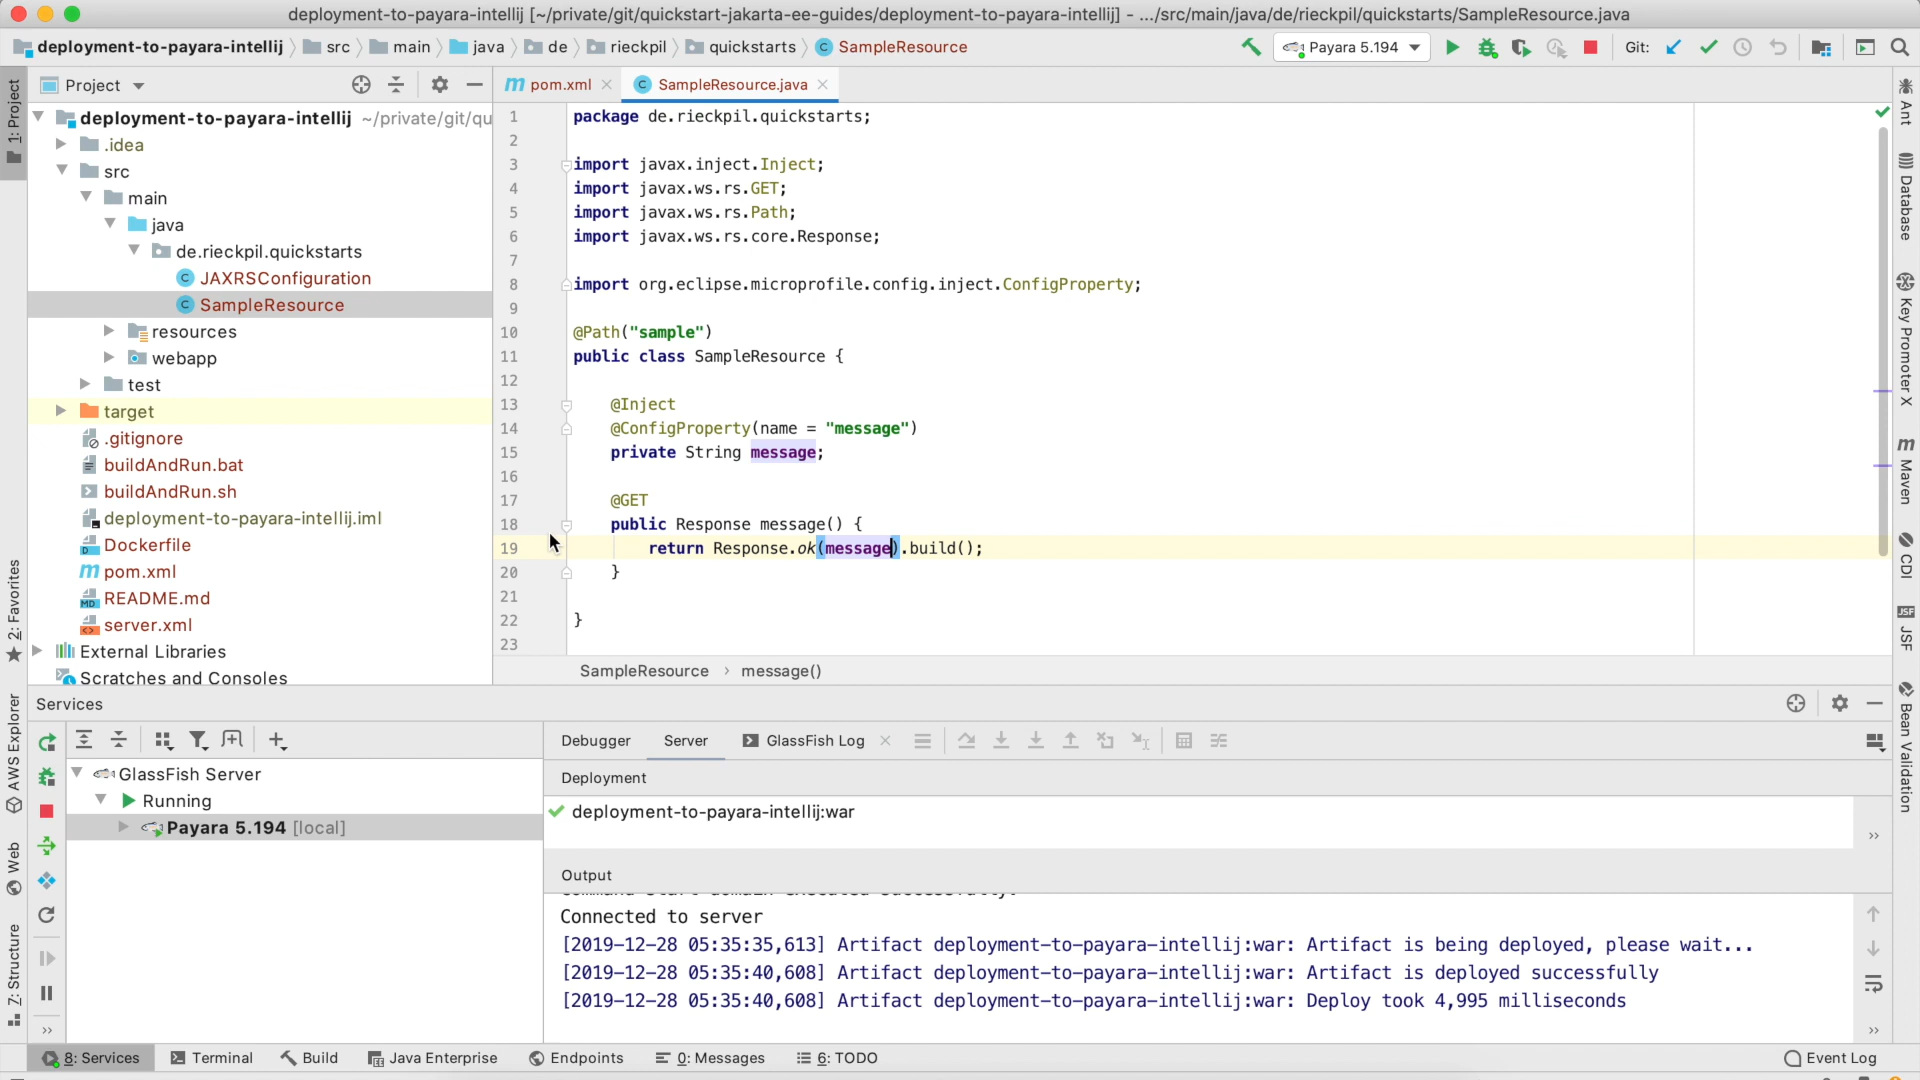 deployment-to-payara-intellij [~/private/git/quickstart-jakarta-ee-guides/deployment-to-payara-intellij] - .../src/main/java/de/rieckpil/quickstarts/SampleResource.java
deployment-to-payara-intellij src main java de rieckpil quickstarts SampleResource Payara 5.194 Git:
1: Project
2: Favorites
AWS Explorer
Web
7: Structure
Project
deployment-to-payara-intellij ~/private/git/qu
.idea
src
main
java
de.rieckpil.quickstarts
JAXRSConfiguration
SampleResource
resources
webapp
test
target
.gitignore
buildAndRun.bat
buildAndRun.sh
deployment-to-payara-intellij.iml
Dockerfile
pom.xml
README.md
server.xml
External Libraries
Scratches and Consoles
pom.xml SampleResource.java
1 package de.rieckpil.quickstarts;
2
3 import javax.inject.Inject;
4 import javax.ws.rs.GET;
5 import javax.ws.rs.Path;
6 import javax.ws.rs.core.Response;
7
8 import org.eclipse.microprofile.config.inject.ConfigProperty;
9
10 @Path("sample")
11 public class SampleResource {
12
13 @Inject
14 @ConfigProperty(name = "message")
15 private String message;
16
17 @GET
18 public Response message() {
19 return Response.ok(message).build();
20 }
21
22 }
23
SampleResource › message()
Ant
Database
Key Promoter X
Maven
CDI
JSF
Bean Validation
Services
GlassFish Server
Running
Payara 5.194 [local]
Debugger Server GlassFish Log
Deployment
deployment-to-payara-intellij:war
Output
Connected to server
[2019-12-28 05:35:35,613] Artifact deployment-to-payara-intellij:war: Artifact is being deployed, please wait...
[2019-12-28 05:35:40,608] Artifact deployment-to-payara-intellij:war: Artifact is deployed successfully
[2019-12-28 05:35:40,608] Artifact deployment-to-payara-intellij:war: Deploy took 4,995 milliseconds
8: Services Terminal Build Java Enterprise Endpoints 0: Messages 6: TODO Event Log